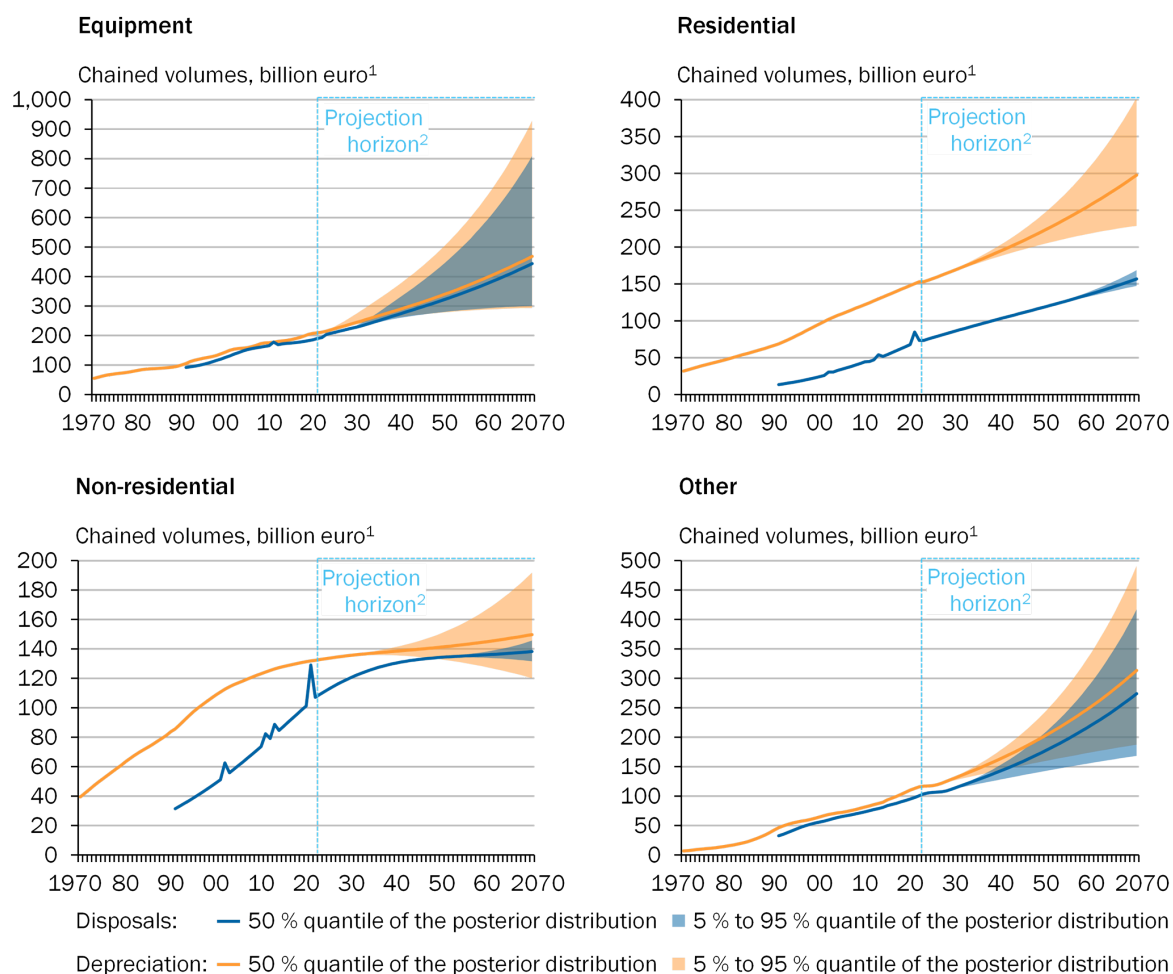 Equipment
Chained volumes, billion euro1
1,000
900
800
700
600
500
400
300
200
100
0
Projection
horizon2
1970 80 90 00 10 20 30 40 50 60 2070
Residential
Chained volumes, billion euro1
400
350
300
250
200
150
100
50
0
Projection
horizon2
1970 80 90 00 10 20 30 40 50 60 2070
Non-residential
Chained volumes, billion euro1
200
180
160
140
120
100
80
60
40
20
0
Projection
horizon2
1970 80 90 00 10 20 30 40 50 60 2070
Other
Chained volumes, billion euro1
500
450
400
350
300
250
200
150
100
50
0
Projection
horizon2
1970 80 90 00 10 20 30 40 50 60 2070
Disposals: 50 % quantile of the posterior distribution 5 % to 95 % quantile of the posterior distribution
Depreciation: 50 % quantile of the posterior distribution 5 % to 95 % quantile of the posterior distribution